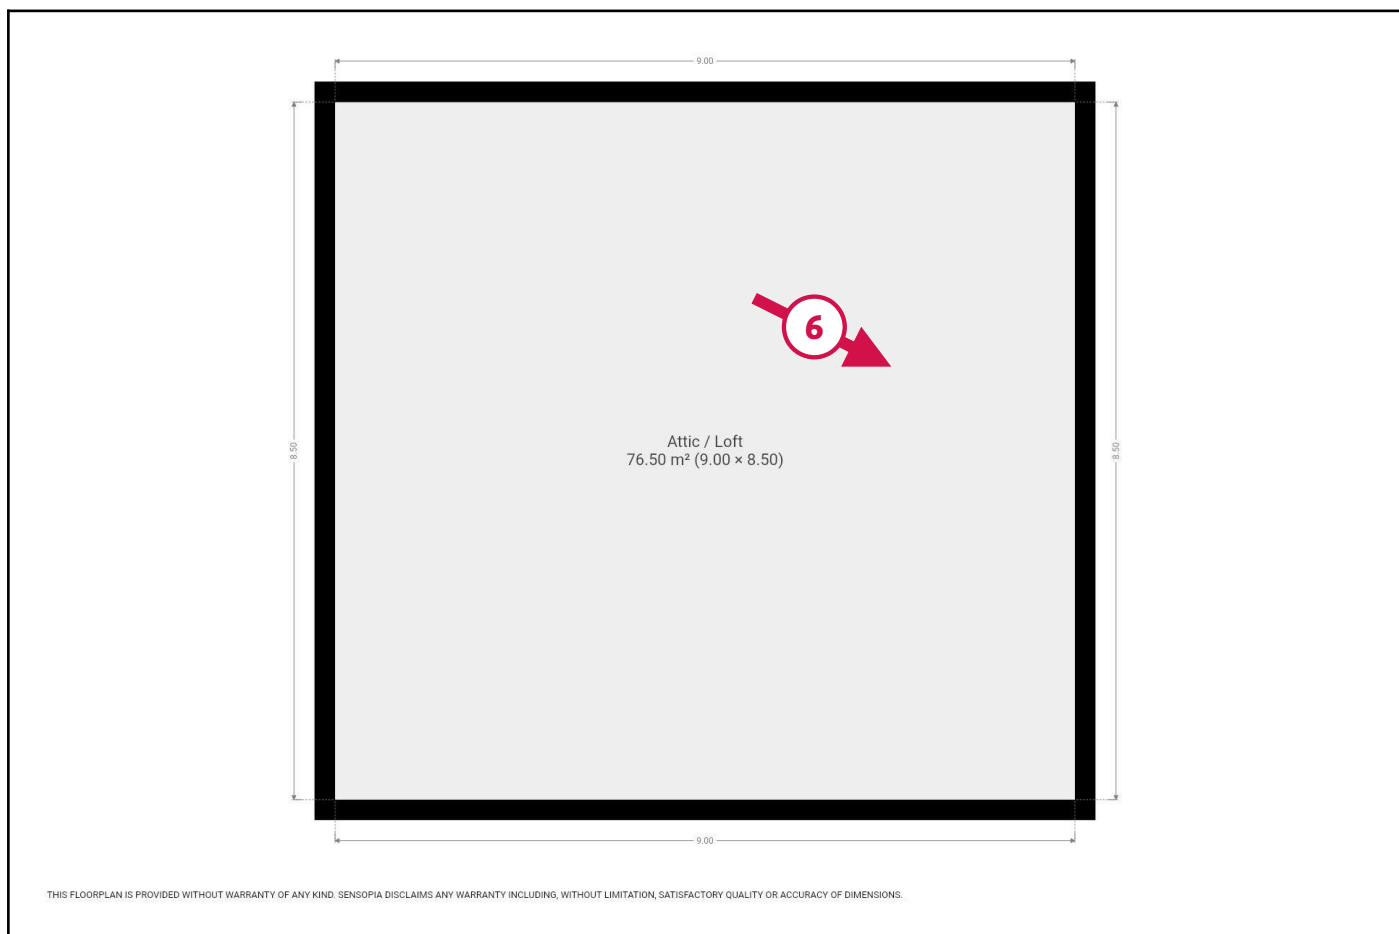 9.00
6
8.50
8.50
Attic / Loft
76.50 m² (9.00 × 8.50)
9.00
THIS FLOORPLAN IS PROVIDED WITHOUT WARRANTY OF ANY KIND. SENSOPIA DISCLAIMS ANY WARRANTY INCLUDING, WITHOUT LIMITATION, SATISFACTORY QUALITY OR ACCURACY OF DIMENSIONS.